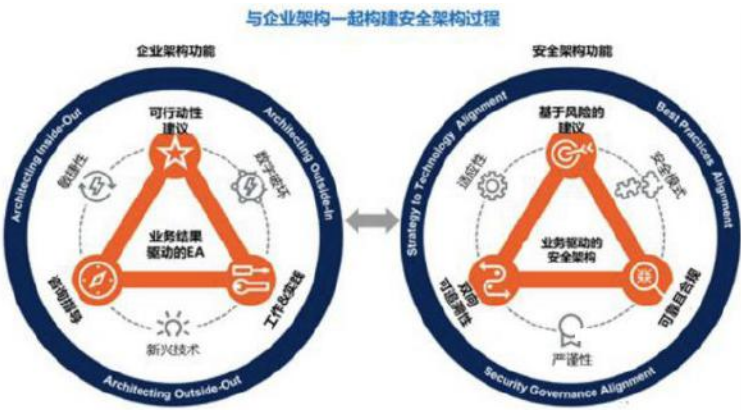 与企业架构一起构建安全架构过程
企业架构功能
Architecting Inside-Out
Architecting Outside-In
Architecting Outside-Out
可行动性
建议
敏捷性
数字破坏
业务结果
驱动的EA
咨询指导
工作&实践
新兴技术
安全架构功能
Strategy to Technology Alignment
Best Practices Alignment
Security Governance Alignment
基于风险的
建议
适应性
安全模式
业务驱动的
安全架构
双向
可追溯性
可靠且合规
严谨性